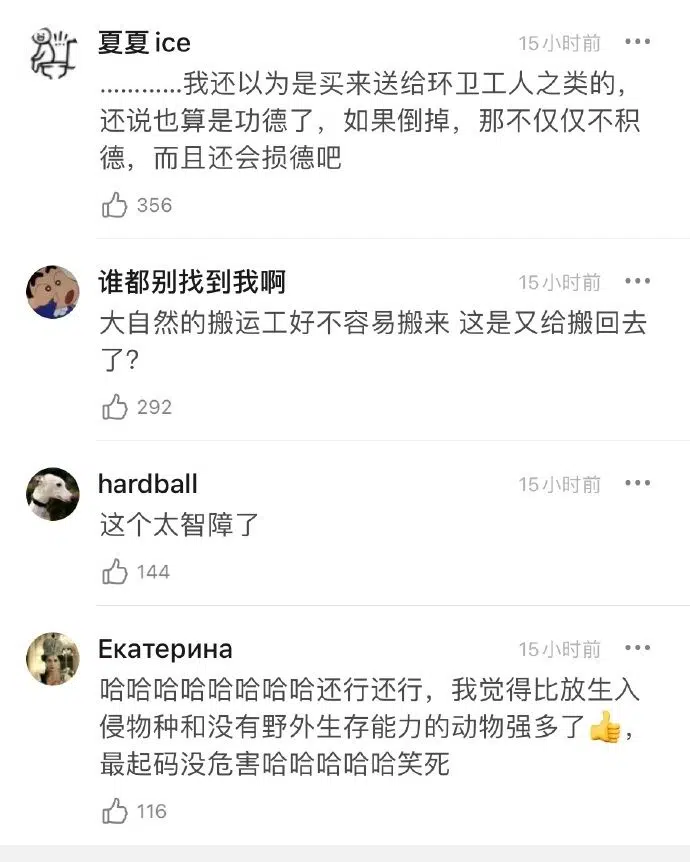 夏夏ice
15小时前
…………我还以为是买来送给环卫工人之类的，
还说也算是功德了，如果倒掉，那不仅仅不积
德，而且还会损德吧
356
谁都别找到我啊
15小时前
大自然的搬运工好不容易搬来 这是又给搬回去
了？
292
hardball
15小时前
这个太智障了
144
Екатерина
15小时前
哈哈哈哈哈哈哈哈还行还行，我觉得比放生入
侵物种和没有野外生存能力的动物强多了👍，
最起码没危害哈哈哈哈哈笑死
116